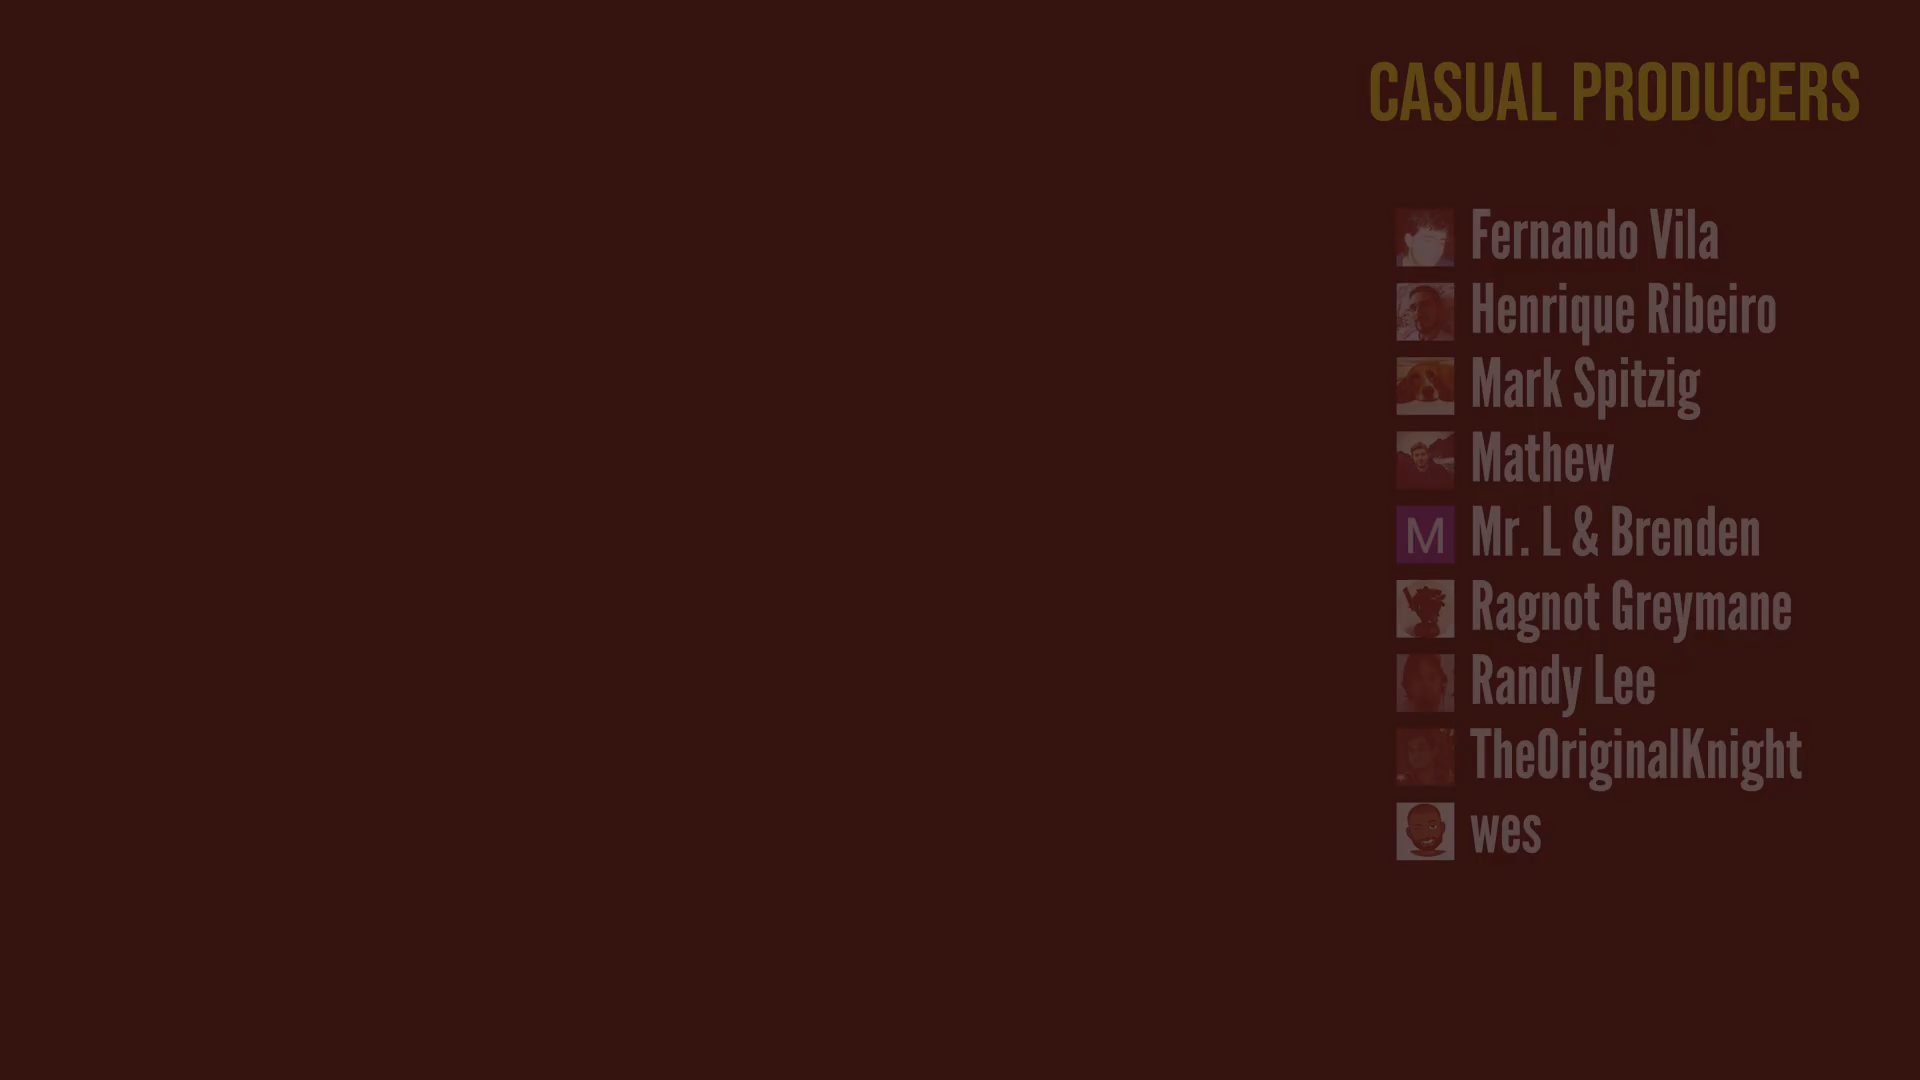 CASUAL PRODUCERS
Fernando Vila
Henrique Ribeiro
Mark Spitzig
Mathew
M Mr. L & Brenden
Ragnot Greymane
Randy Lee
TheOriginalKnight
wes